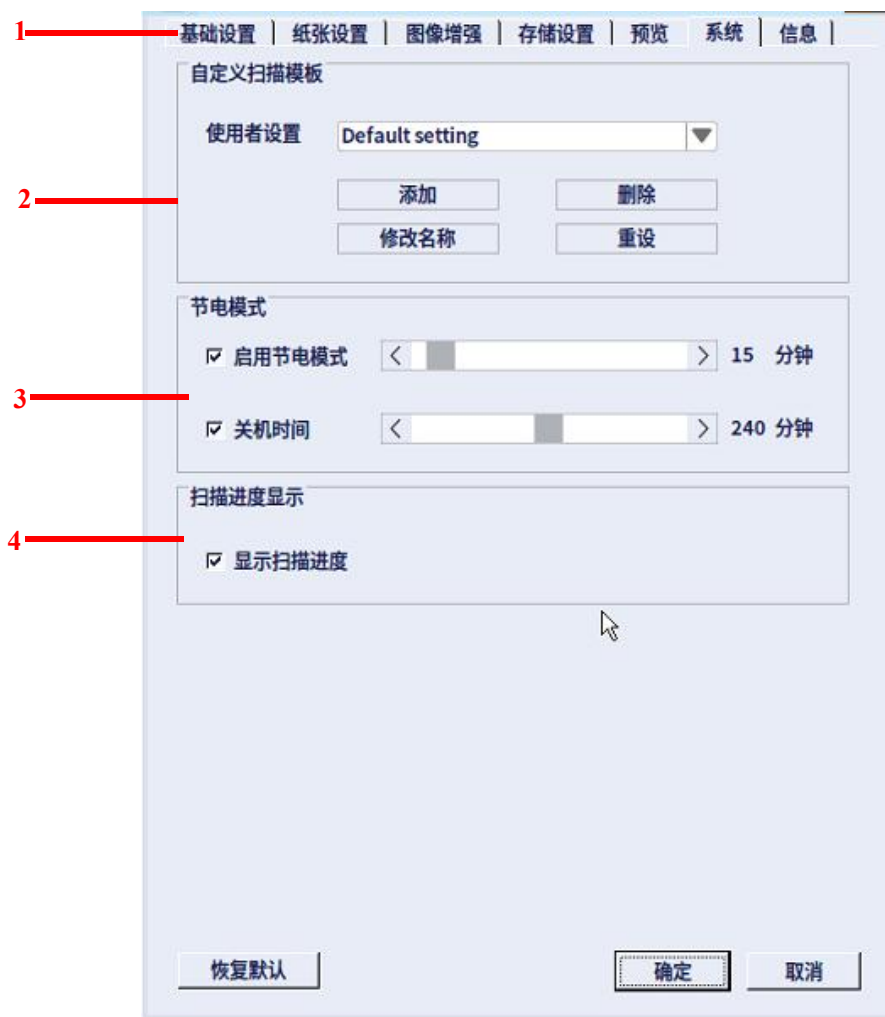 1
基础设置 | 纸张设置 | 图像增强 | 存储设置 | 预览 系统 | 信息 |
自定义扫描模板
使用者设置 Default setting
2
添加 删除
修改名称 重设
节电模式
启用节电模式 15 分钟
3
关机时间 240 分钟
扫描进度显示
4
显示扫描进度
恢复默认 确定 取消